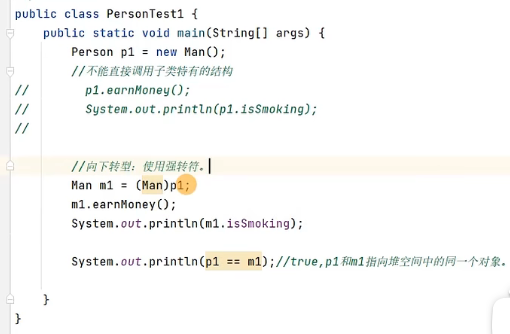 public class PersonTest1 {
    public static void main(String[] args) {
        Person p1 = new Man();
        //不能直接调用子类特有的结构
//        p1.earnMoney();
//        System.out.println(p1.isSmoking);
//
        //向下转型：使用强转符。
        Man m1 = (Man)p1;
        m1.earnMoney();
        System.out.println(m1.isSmoking);
        System.out.println(p1 == m1);//true,p1和m1指向堆空间中的同一个对象。
    }
}